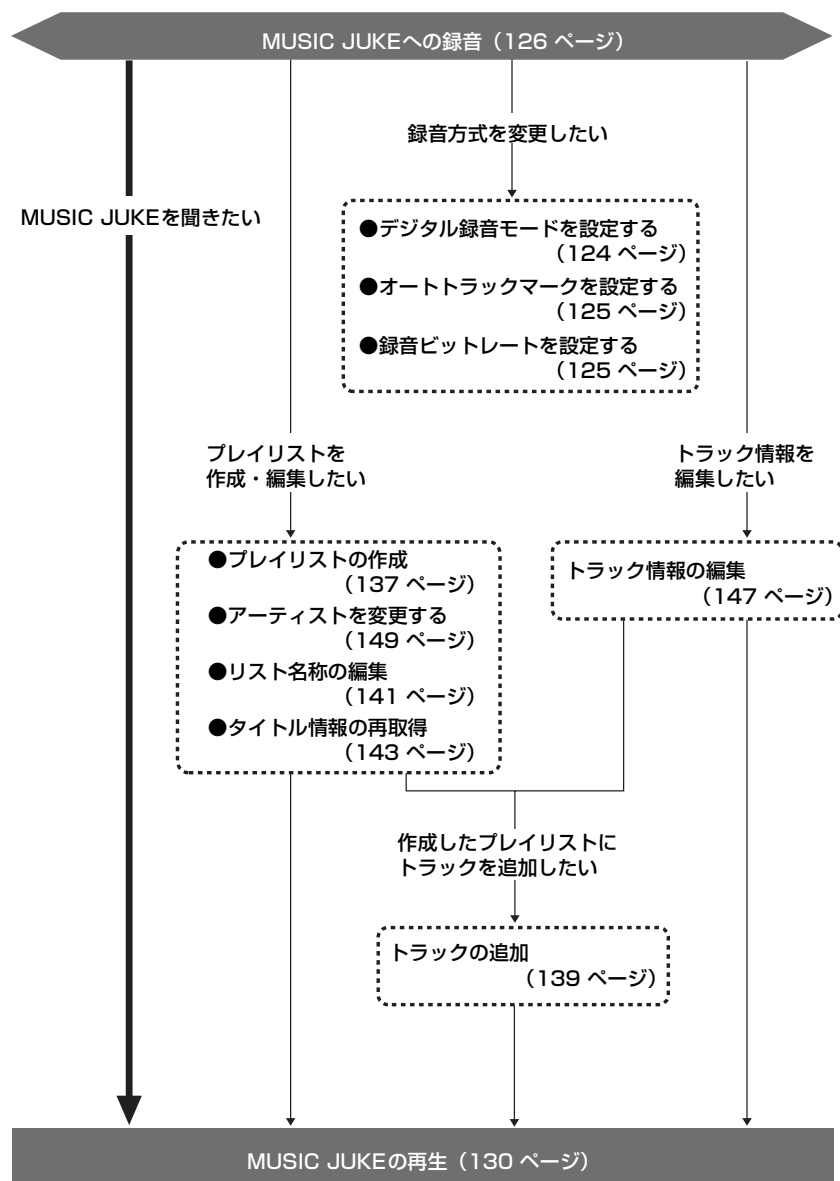 MUSIC JUKEへの録音（126 ページ）
録音方式を変更したい
MUSIC JUKEを聞きたい
●デジタル録音モードを設定する
（124 ページ）
●オートトラックマークを設定する
（125 ページ）
●録音ビットレートを設定する
（125 ページ）
プレイリストを
作成・編集したい
トラック情報を
編集したい
●プレイリストの作成
（137 ページ）
●アーティストを変更する
（149 ページ）
●リスト名称の編集
（141 ページ）
●タイトル情報の再取得
（143 ページ）
トラック情報の編集
（147 ページ）
作成したプレイリストに
トラックを追加したい
トラックの追加
（139 ページ）
MUSIC JUKEの再生（130 ページ）